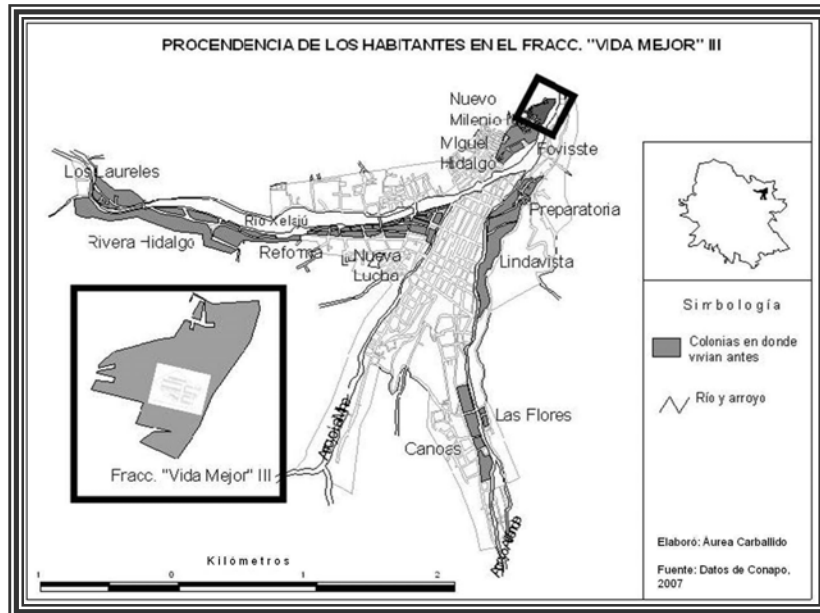 PROCENDENCIA DE LOS HABITANTES EN EL FRACC. "VIDA MEJOR" III
Nuevo
Milenio
Miguel
Hidalgo
Fovisste
Los Laureles
Río Xelajú
Preparatoria
Rivera Hidalgo
Reforma
Nueva
Lucha
Lindavista
Las Flores
Canoas
Fracc. "Vida Mejor" III
Kilómetros
1 0 1 2
Simbología
Colonias en donde
vivian antes
Río y arroyo
Elaboró: Áurea Carballido
Fuente: Datos de Conapo,
2007